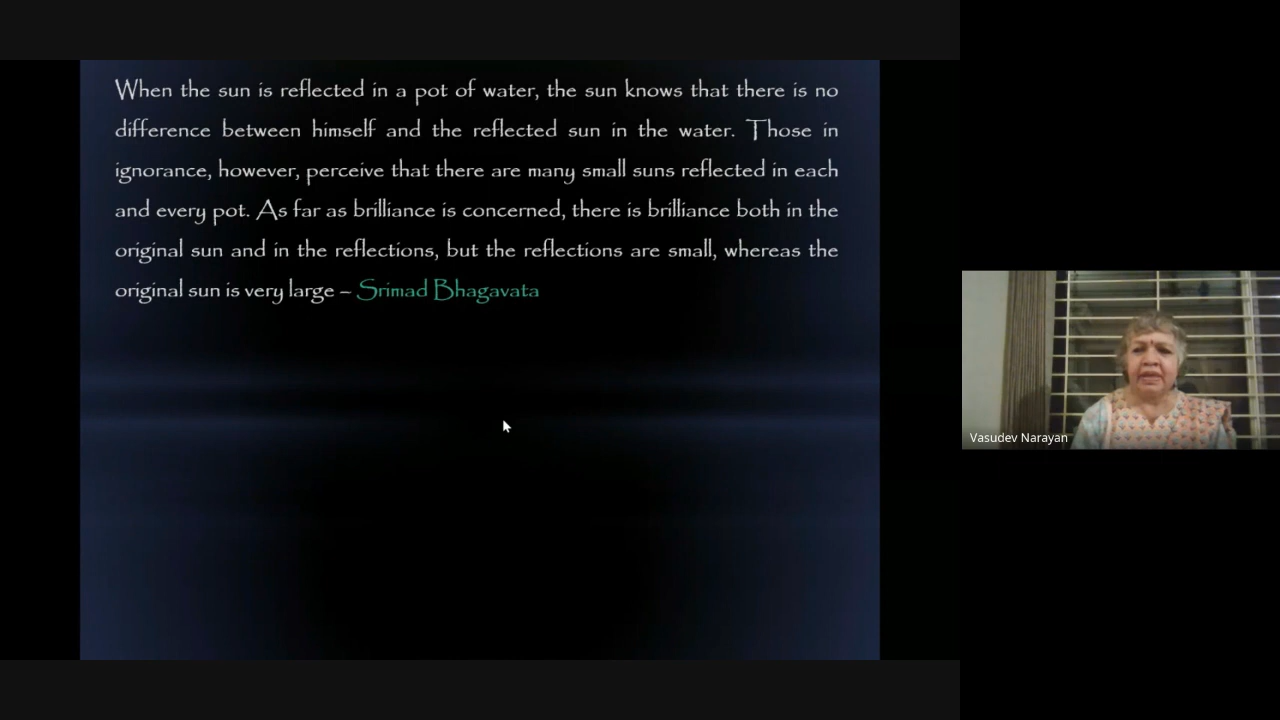 When the sun is reflected in a pot of water, the sun knows that there is no
difference between himself and the reflected sun in the water. Those in
ignorance, however, perceive that there are many small suns reflected in each
and every pot. As far as brilliance is concerned, there is brilliance both in the
original sun and in the reflections, but the reflections are small, whereas the
original sun is very large – Srimad Bhagavata
Vasudev Narayan